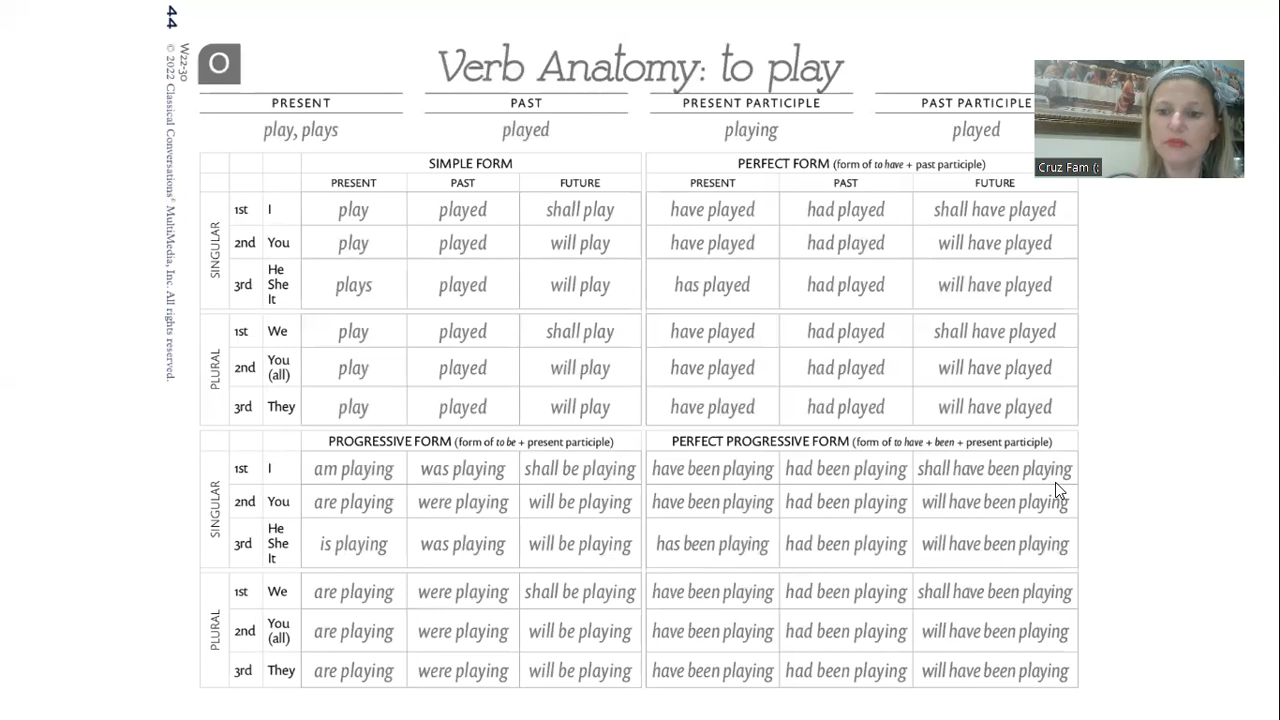 44
W22-30
© 2022 Classical Conversations® MultiMedia, Inc. All rights reserved.
O
Verb Anatomy: to play
PRESENT PAST PRESENT PARTICIPLE PAST PARTICIPLE
play, plays played playing played
Cruz Fam (:
SIMPLE FORM PERFECT FORM (form of to have + past participle)
PRESENT PAST FUTURE PRESENT PAST FUTURE
SINGULAR
1st I play played shall play have played had played shall have played
2nd You play played will play have played had played will have played
3rd He She It plays played will play has played had played will have played
PLURAL
1st We play played shall play have played had played shall have played
2nd You (all) play played will play have played had played will have played
3rd They play played will play have played had played will have played
PROGRESSIVE FORM (form of to be + present participle) PERFECT PROGRESSIVE FORM (form of to have + been + present participle)
SINGULAR
1st I am playing was playing shall be playing have been playing had been playing shall have been playing
2nd You are playing were playing will be playing have been playing had been playing will have been playing
3rd He She It is playing was playing will be playing has been playing had been playing will have been playing
PLURAL
1st We are playing were playing shall be playing have been playing had been playing shall have been playing
2nd You (all) are playing were playing will be playing have been playing had been playing will have been playing
3rd They are playing were playing will be playing have been playing had been playing will have been playing